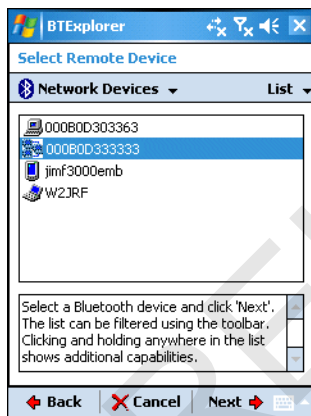 BTExplorer
Select Remote Device
Network Devices List
000B0D303363
000B0D333333
jimf3000emb
W2JRF
Select a Bluetooth device and click 'Next'.
The list can be filtered using the toolbar.
Clicking and holding anywhere in the list
shows additional capabilities.
Back Cancel Next